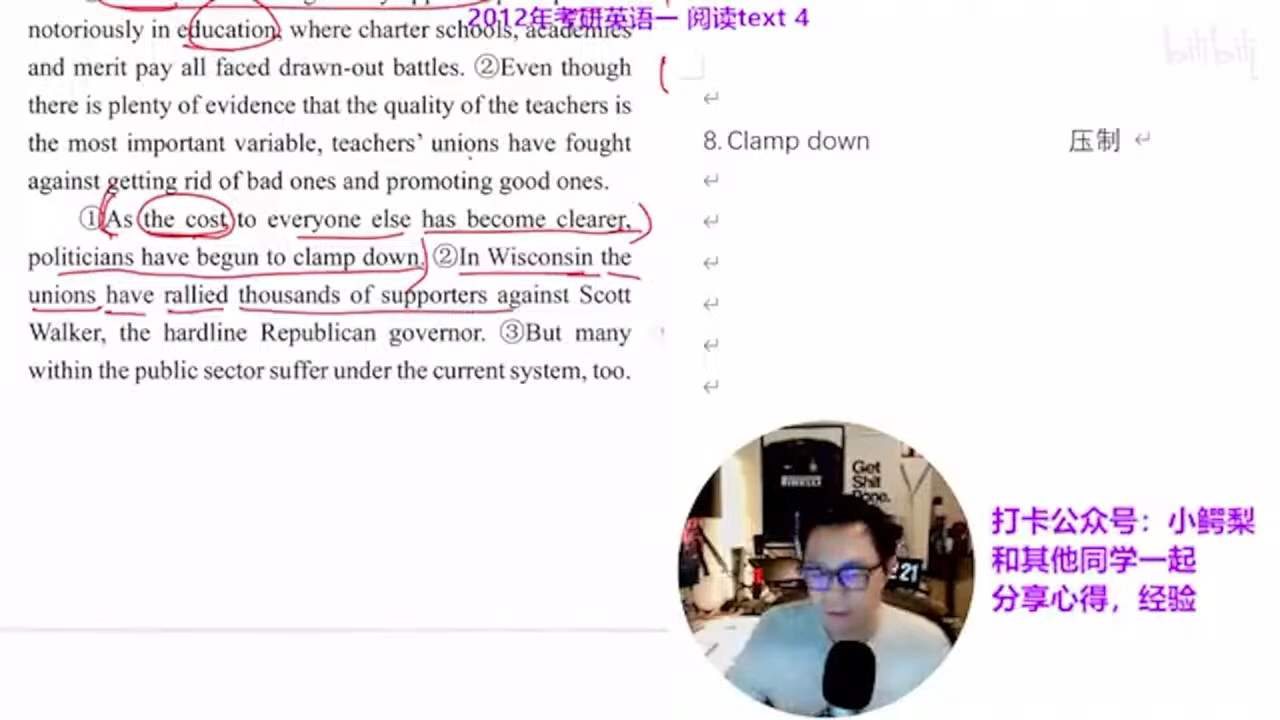 2012年考研英语一 阅读text 4
bilibili
notoriously in education, where charter schools, academies
and merit pay all faced drawn-out battles. ②Even though
there is plenty of evidence that the quality of the teachers is
the most important variable, teachers' unions have fought
against getting rid of bad ones and promoting good ones.
①As the cost to everyone else has become clearer,
politicians have begun to clamp down. ②In Wisconsin the
unions have rallied thousands of supporters against Scott
Walker, the hardline Republican governor. ③But many
within the public sector suffer under the current system, too.
8. Clamp down 压制
PIRELLI
Get
Shit
Done.
21
打卡公众号：小鳄梨
和其他同学一起
分享心得，经验